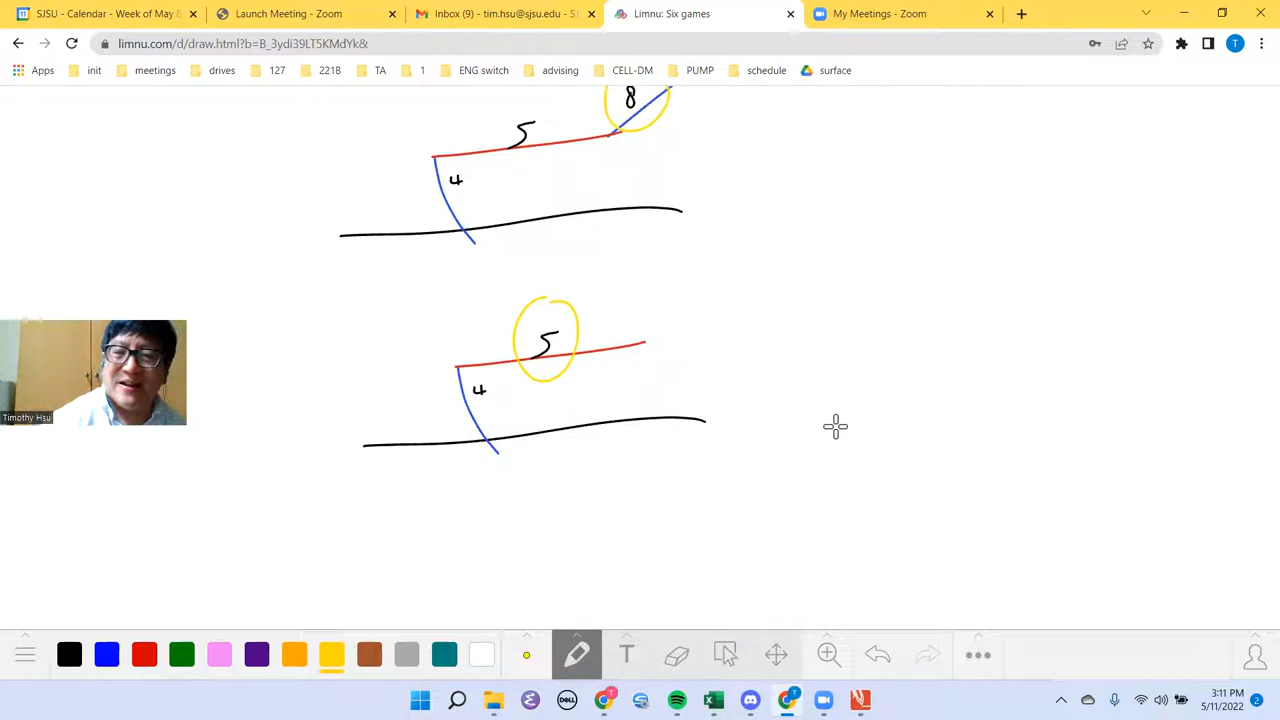 SJSU - Calendar - Week of May 8
Launch Meeting - Zoom
Inbox (9) - tim.hsu@sjsu.edu - SJ
Limnu: Six games
My Meetings - Zoom
limnu.com/d/draw.html?b=B_3ydi39LT5KMdYk&
Apps
init
meetings
drives
127
221B
TA
1
ENG switch
advising
CELL-DM
PUMP
schedule
surface
8
5
4
5
4
Timothy Hsu
T
3:11 PM
5/11/2022